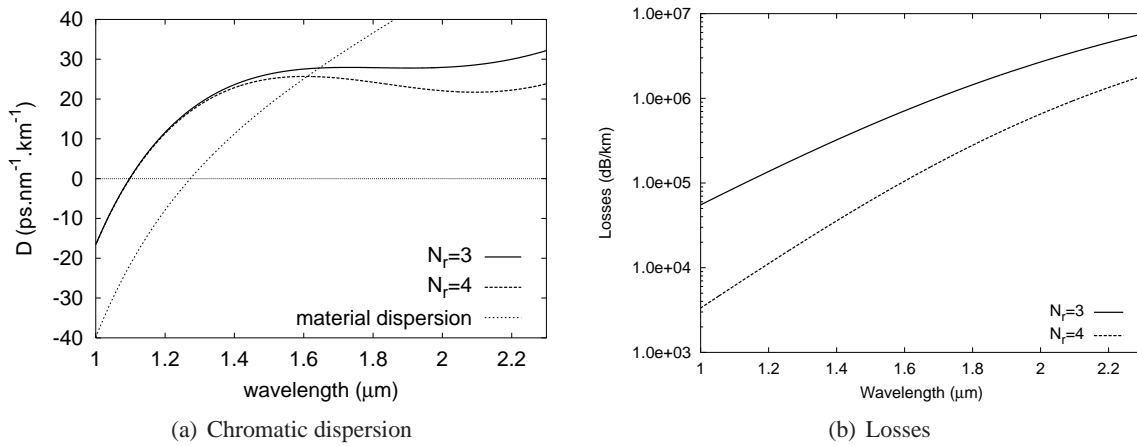 40
30
20
10
0
-10
-20
-30
-40
D (ps.nm-1.km-1)
Nr=3
Nr=4
material dispersion
1 1.2 1.4 1.6 1.8 2 2.2
wavelength (μm)
(a) Chromatic dispersion
1.0e+07
1.0e+06
1.0e+05
1.0e+04
1.0e+03
Losses (dB/km)
Nr=3
Nr=4
1 1.2 1.4 1.6 1.8 2 2.2
Wavelength (μm)
(b) Losses